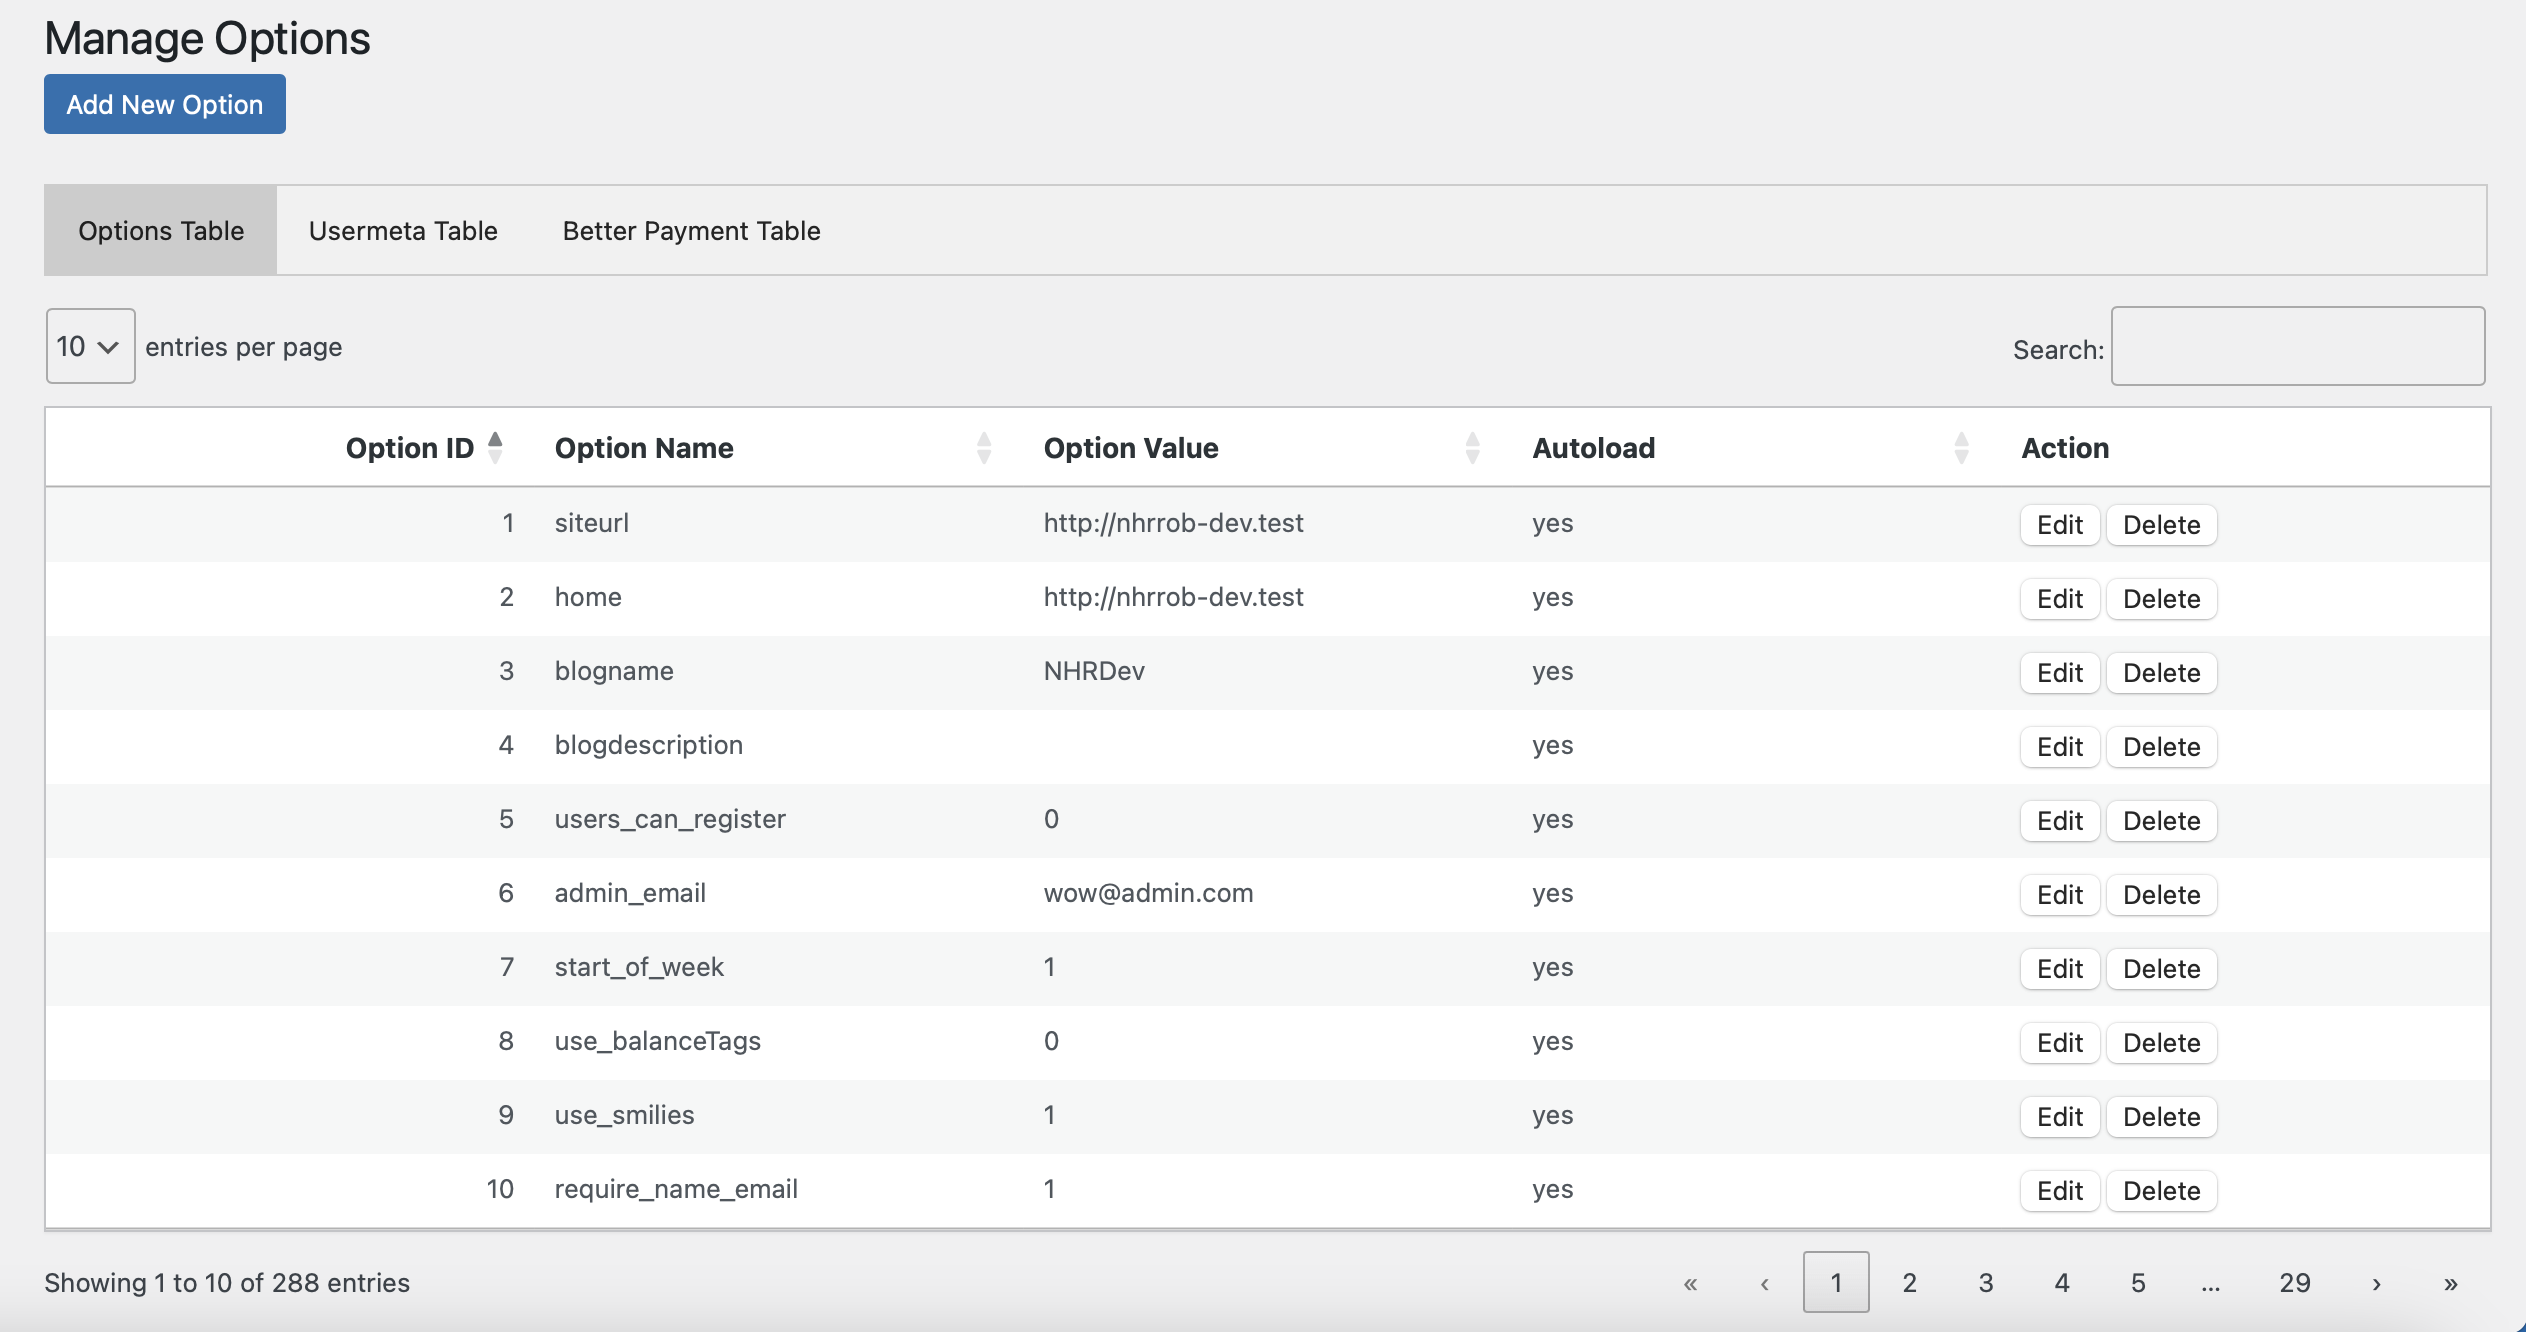 Manage Options
Add New Option
Options Table Usermeta Table Better Payment Table
10 entries per page Search:
Option ID Option Name Option Value Autoload Action
1 siteurl http://nhrrob-dev.test yes Edit Delete
2 home http://nhrrob-dev.test yes Edit Delete
3 blogname NHRDev yes Edit Delete
4 blogdescription yes Edit Delete
5 users_can_register 0 yes Edit Delete
6 admin_email wow@admin.com yes Edit Delete
7 start_of_week 1 yes Edit Delete
8 use_balanceTags 0 yes Edit Delete
9 use_smilies 1 yes Edit Delete
10 require_name_email 1 yes Edit Delete
Showing 1 to 10 of 288 entries « ‹ 1 2 3 4 5 … 29 › »